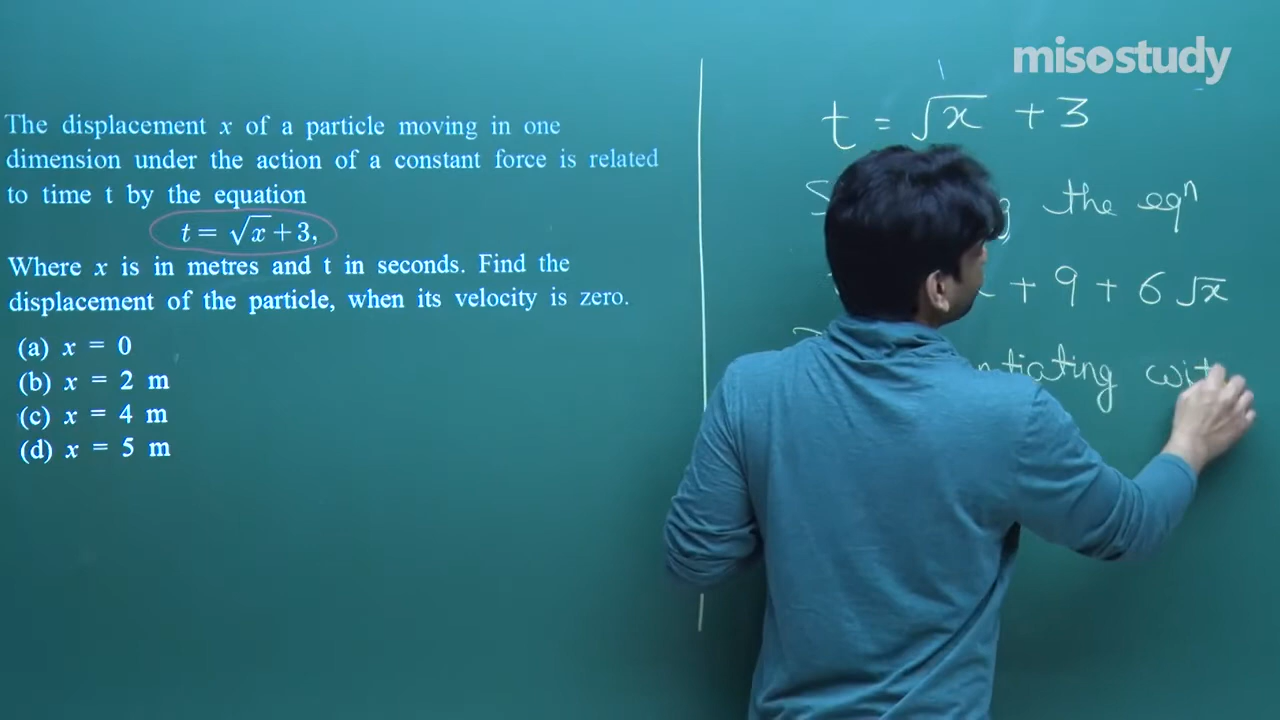 misostudy
The displacement x of a particle moving in one
dimension under the action of a constant force is related
to time t by the equation
t = √x + 3,
Where x is in metres and t in seconds. Find the
displacement of the particle, when its velocity is zero.
(a) x = 0
(b) x = 2 m
(c) x = 4 m
(d) x = 5 m
t = √x + 3
the eqⁿ
+ 9 + 6√x